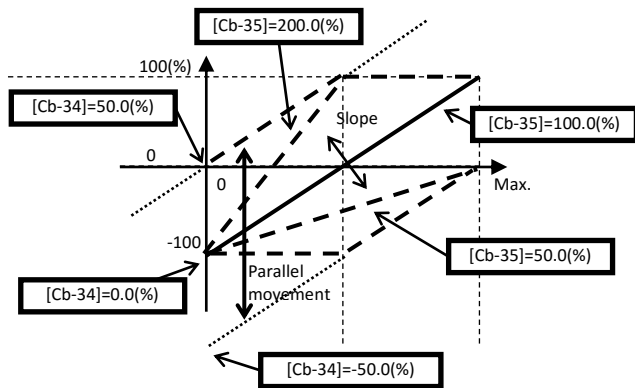 [Cb-35]=200.0(%)
100(%)
[Cb-34]=50.0(%)
Slope
[Cb-35]=100.0(%)
0
0
Max.
-100
[Cb-35]=50.0(%)
Parallel
movement
[Cb-34]=0.0(%)
[Cb-34]=-50.0(%)